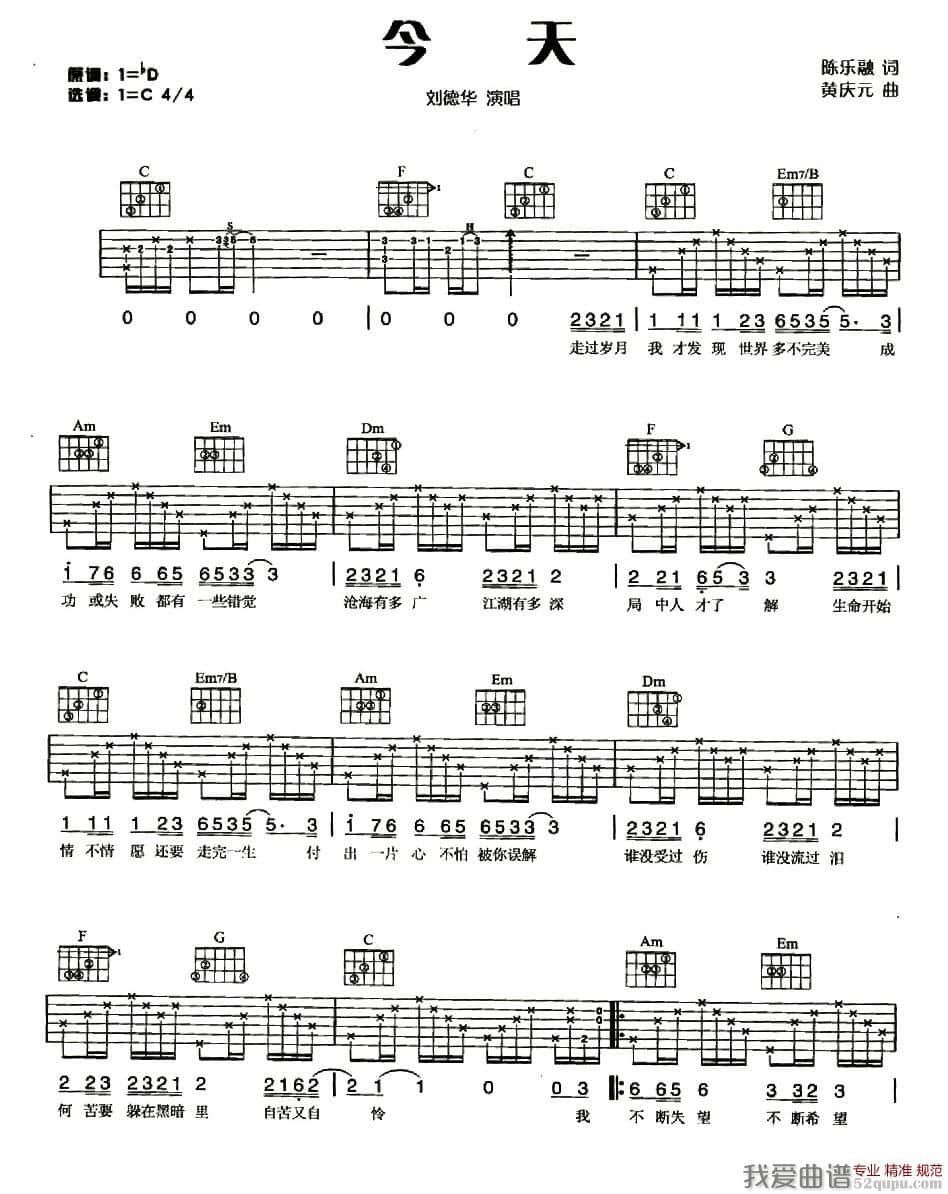 今 天
原调：1=♭D
选调：1=C 4/4
刘德华 演唱
陈乐融 词
黄庆元 曲
C F C C Em7/B
0 0 0 0 | 0 0 0 2321 | 1 11 1 23 6535 5· 3 |
走过岁月 我 才发 现 世界 多不完美 成
Am Em Dm F G
i 76 6 65 6533 3 2321 6 2321 2 | 2 21 65 3 3 2321 |
功 或失 败 都有 一些错觉 沧海有多 广 江湖有多 深 局 中人 才了 解 生命开始
C Em7/B Am Em Dm
1 11 1 23 6535 5· 3 | i 76 6 65 6533 3 2321 6 2321 2 |
情 不情 愿 还要 走完一生 付 出 一片 心 不怕 被你误解 谁没受过 伤 谁没流过 泪
F G C Am Em
2 23 2321 2 2162 | 2 1 1 0 0 3 |: 6 65 6 3 32 3 |
何 苦要 躲在黑暗 里 自苦又自 怜 我 不 断失 望 不 断希 望
我爱曲谱 专业 精准 规范
52qupu.com